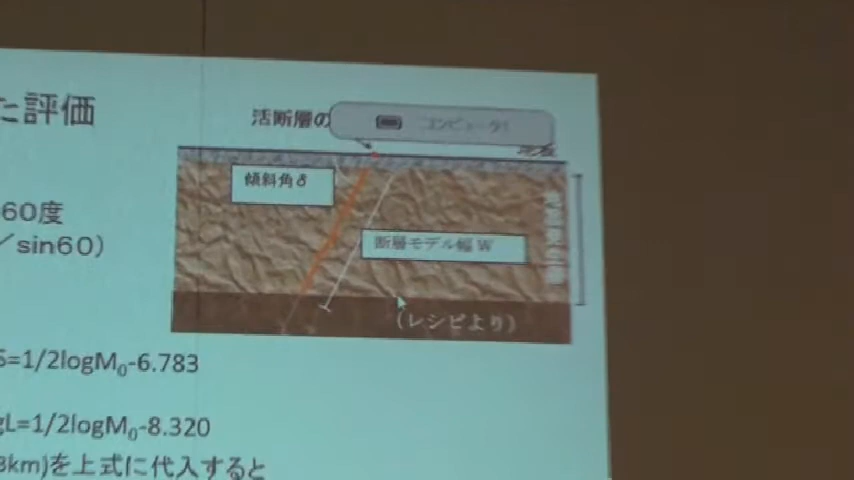 た評価
活断層の
コンピュータ1
傾斜角δ
60度
／sin60）
断層モデル幅 W
（レシピより）
=1/2logM₀-6.783
L=1/2logM₀-8.320
3km)を上式に代入すると